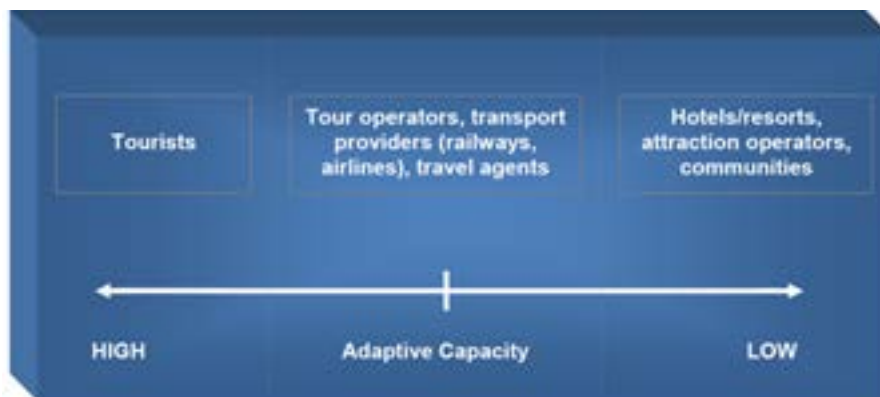 Tourists
Tour operators, transport
providers (railways,
airlines), travel agents
Hotels/resorts,
attraction operators,
communities
HIGH
Adaptive Capacity
LOW